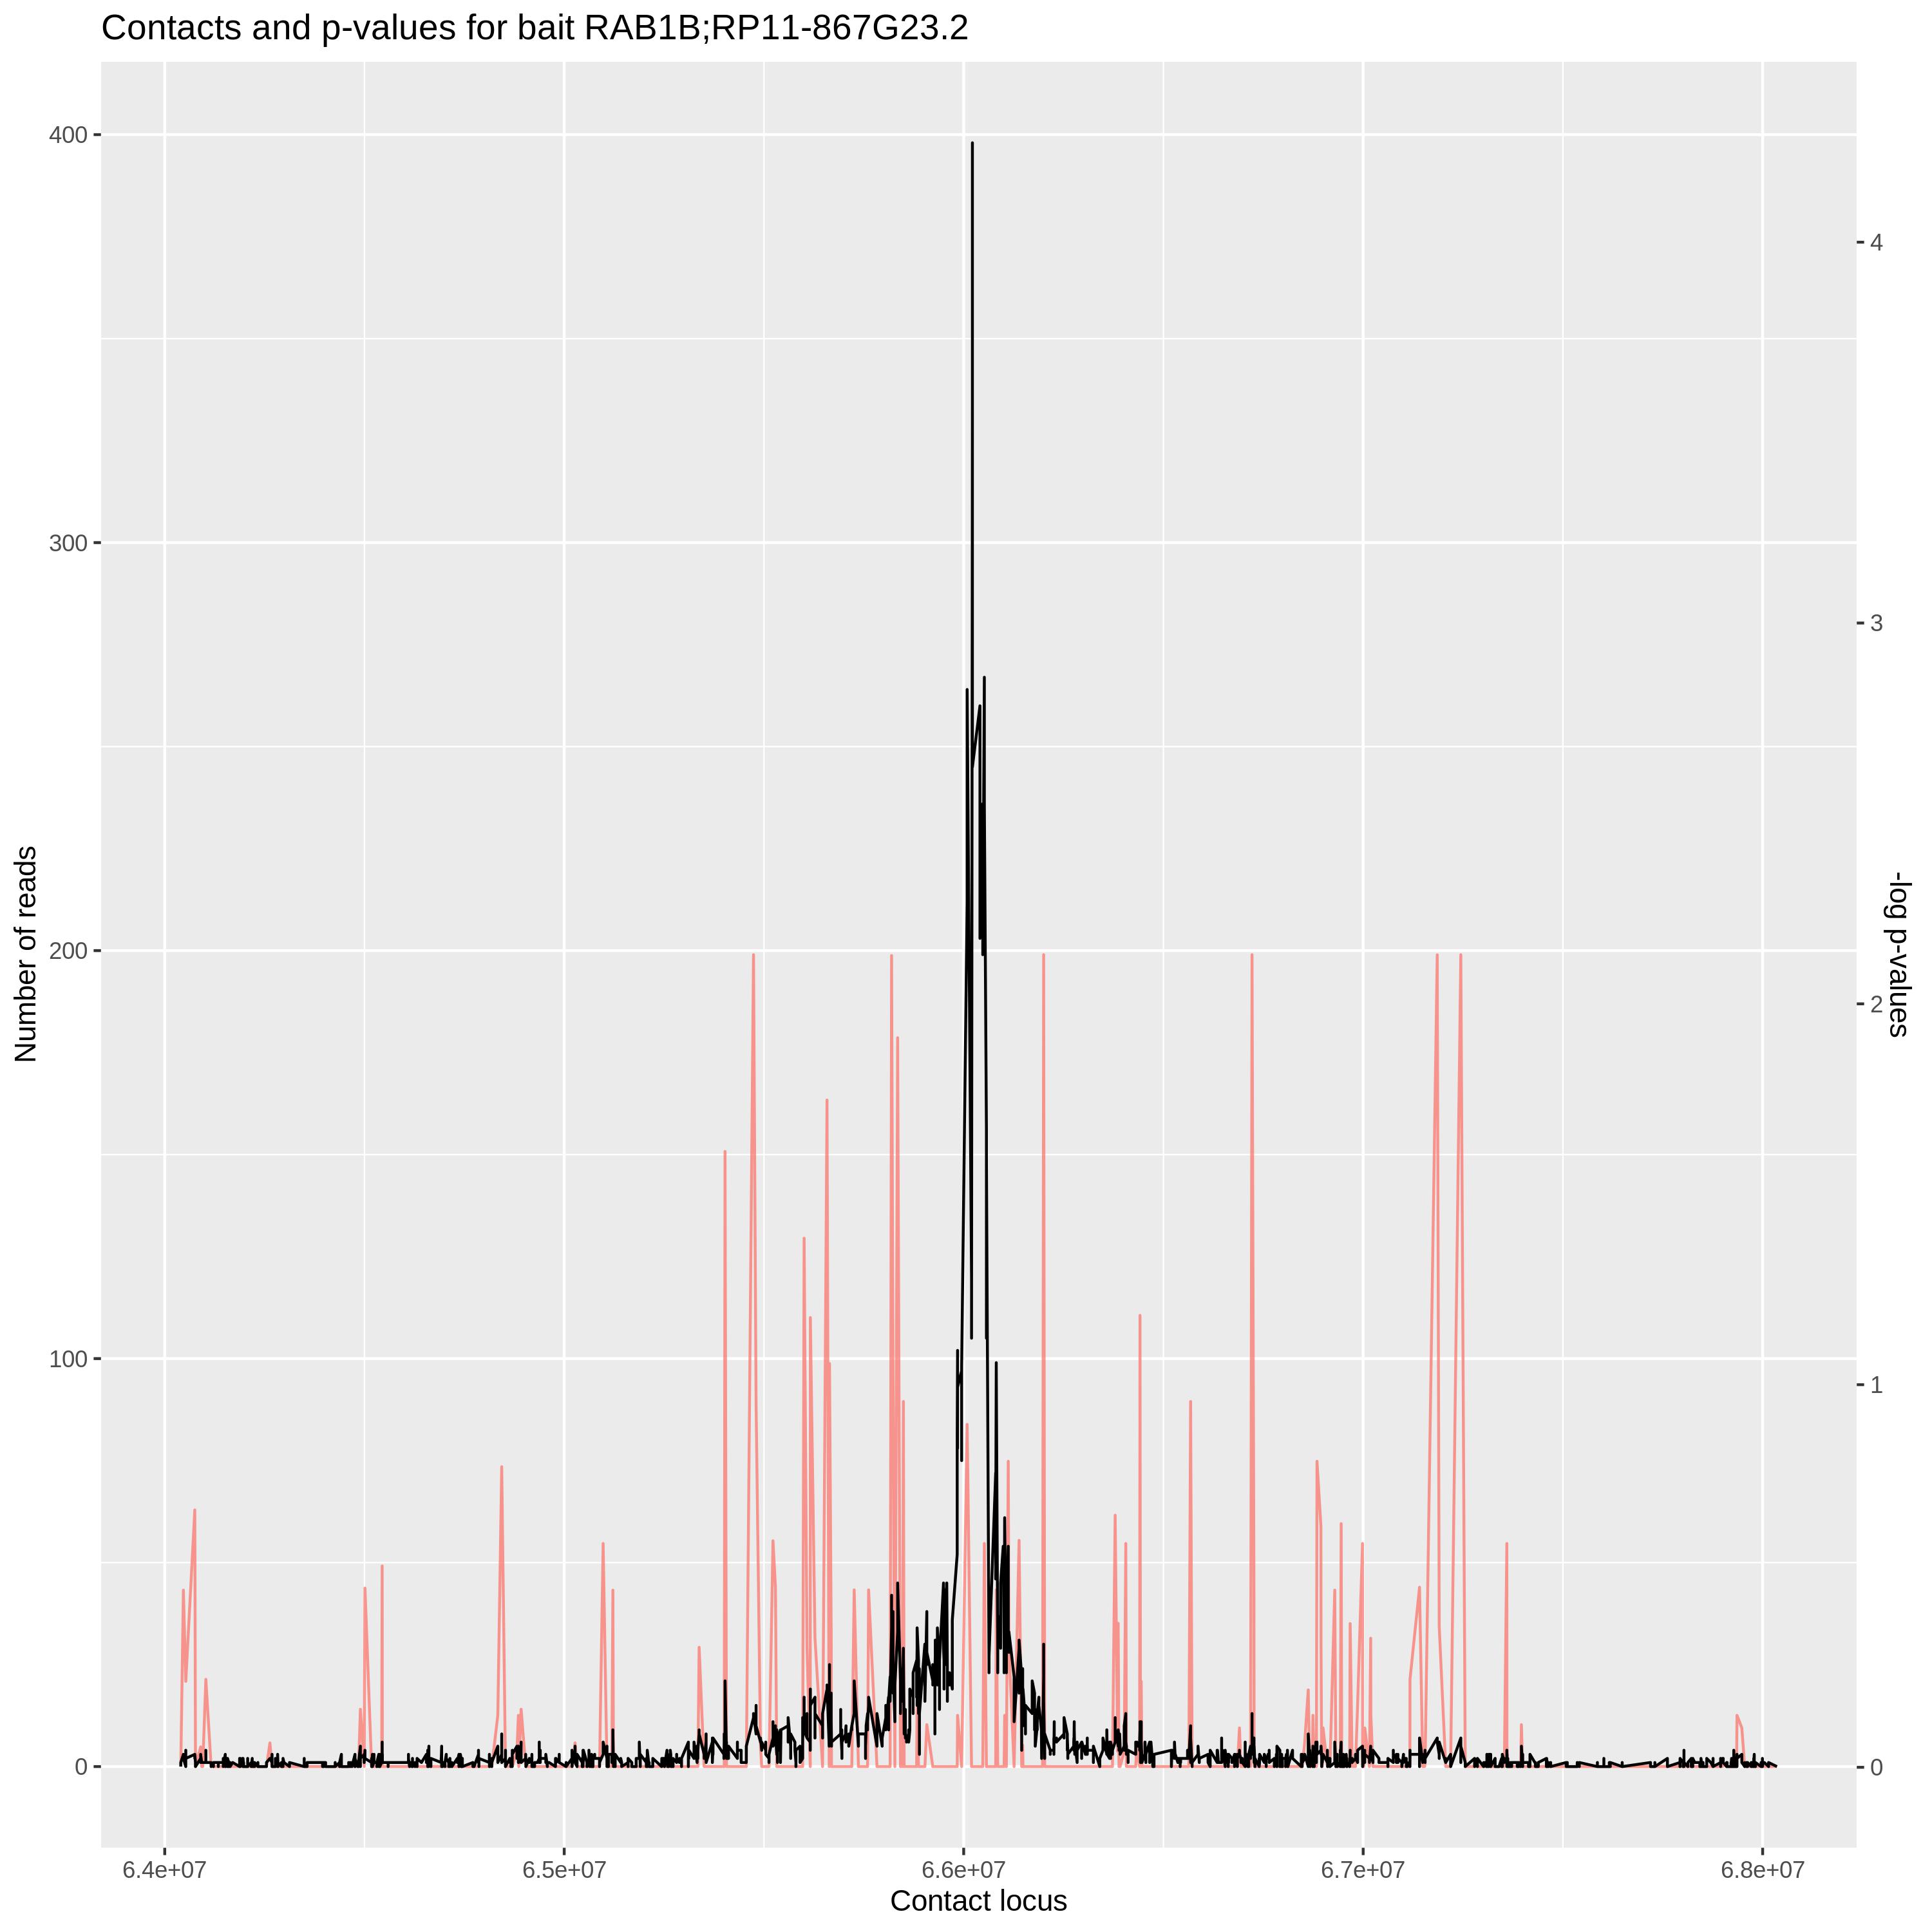 Contacts and p-values for bait RAB1B;RP11-867G23.2
400
300
200
100
0
Number of reads
4
3
2
1
0
-log p-values
6.4e+07
6.5e+07
6.6e+07
6.7e+07
6.8e+07
Contact locus